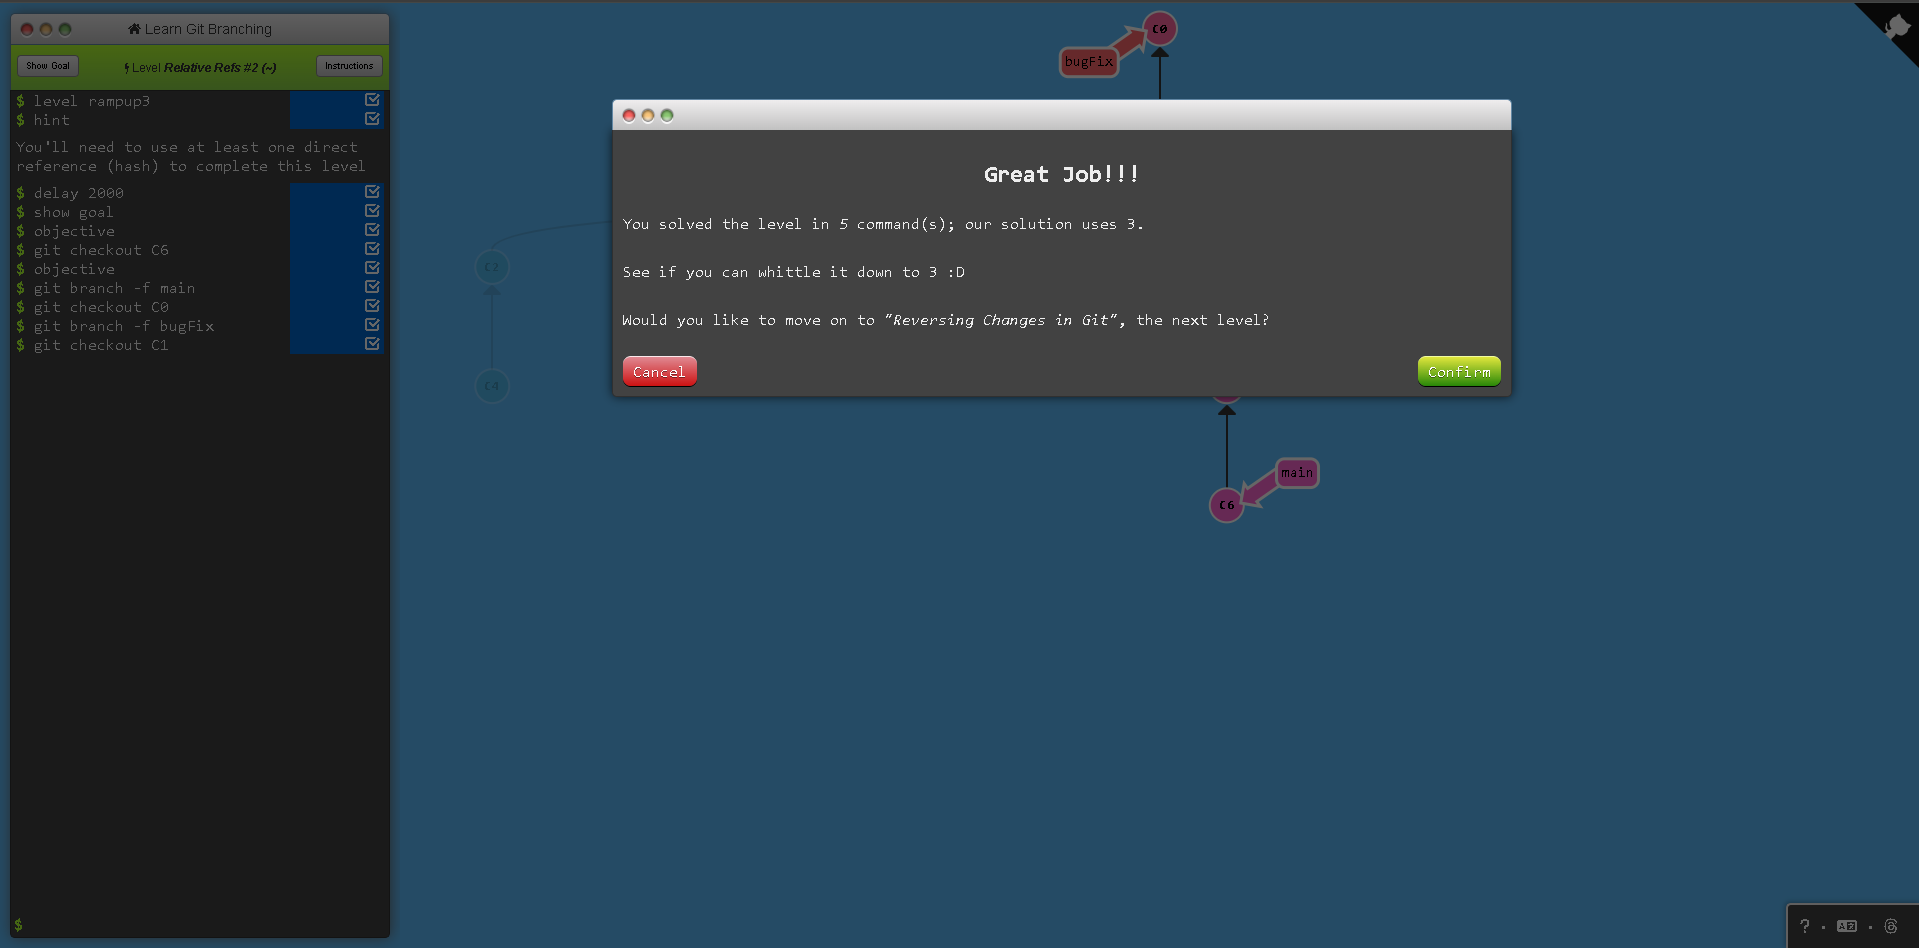 Learn Git Branching
Show Goal
Level Relative Refs #2 (~)
Instructions
$ level rampup3
$ hint
You'll need to use at least one direct
reference (hash) to complete this level
$ delay 2000
$ show goal
$ objective
$ git checkout C6
$ objective
$ git branch -f main
$ git checkout C0
$ git branch -f bugFix
$ git checkout C1
$
C0
bugFix
Great Job!!!
You solved the level in 5 command(s); our solution uses 3.
See if you can whittle it down to 3 :D
Would you like to move on to "Reversing Changes in Git", the next level?
Cancel
Confirm
C2
C4
main
C6
?